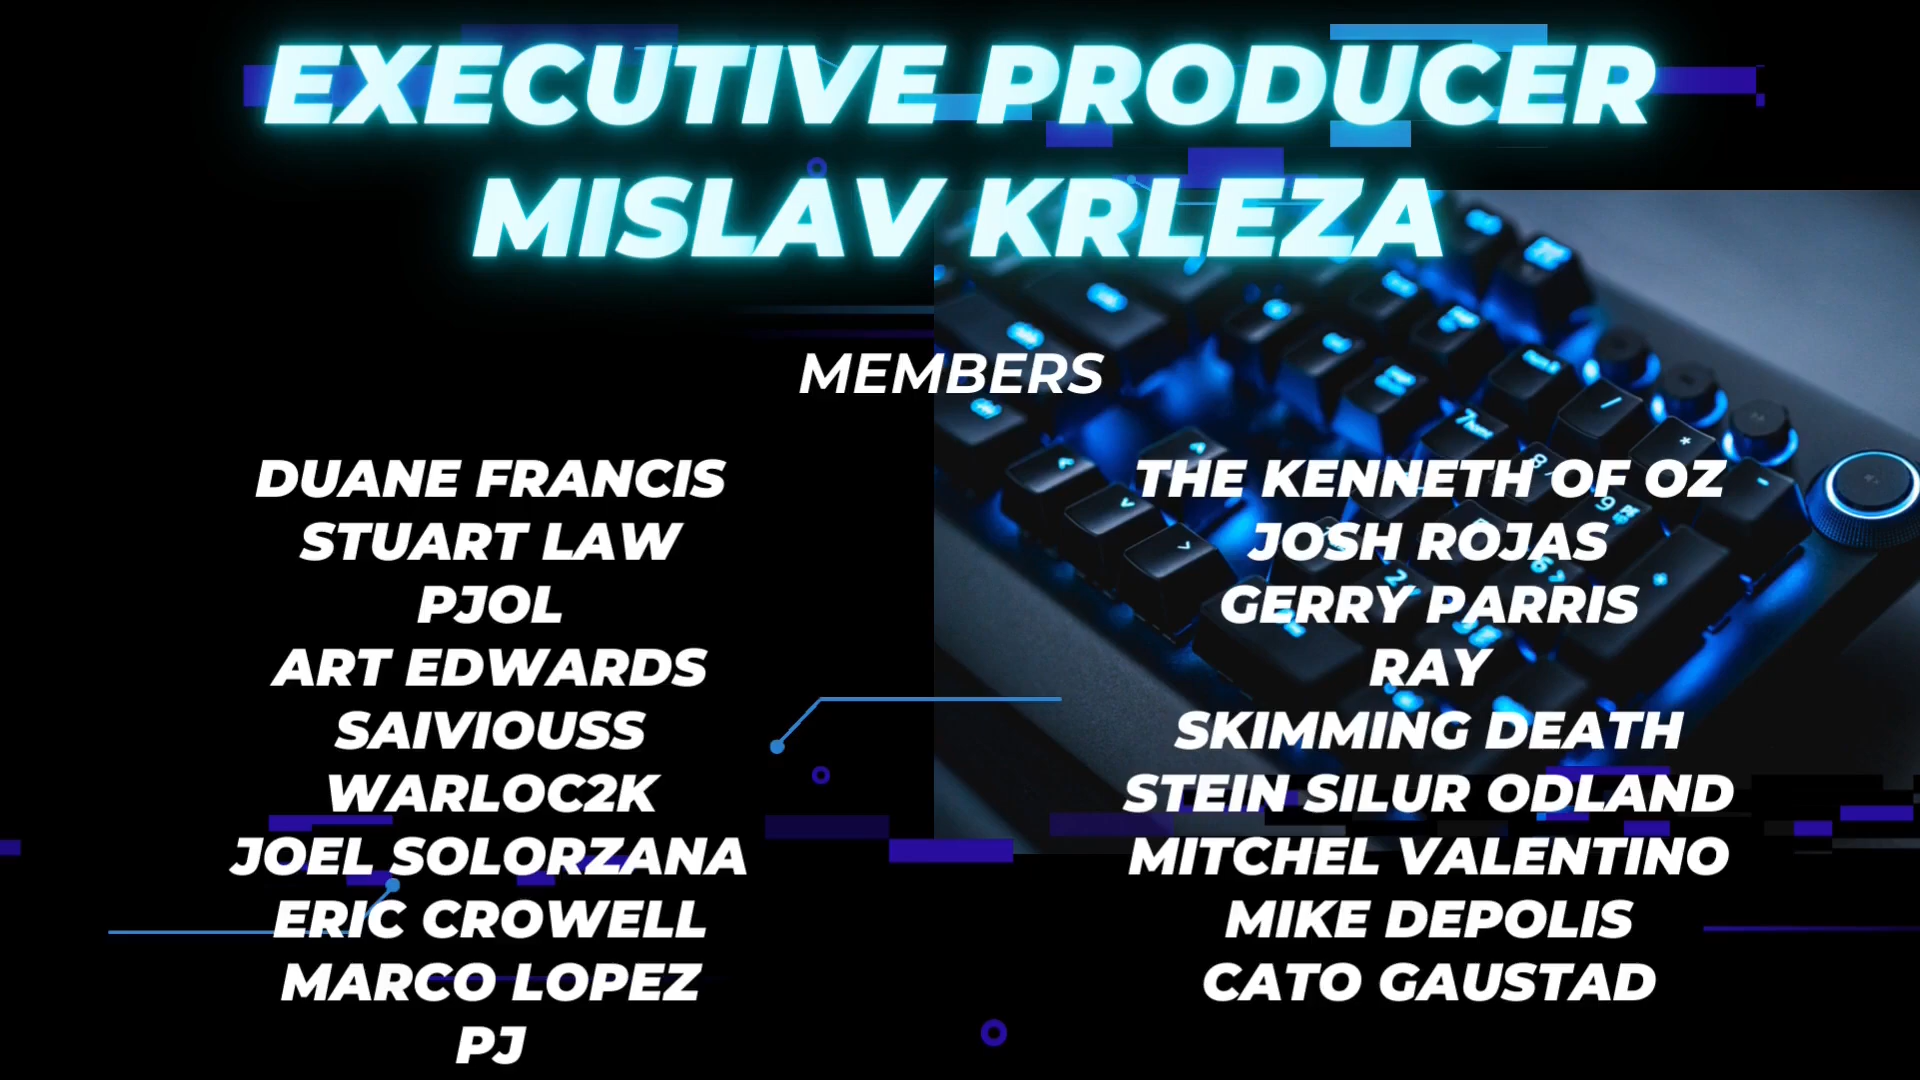 EXECUTIVE PRODUCER
MISLAV KRLEZA
MEMBERS
DUANE FRANCIS
STUART LAW
PJOL
ART EDWARDS
SAIVIOUSS
WARLOC2K
JOEL SOLORZANA
ERIC CROWELL
MARCO LOPEZ
PJ
THE KENNETH OF OZ
JOSH ROJAS
GERRY PARRIS
RAY
SKIMMING DEATH
STEIN SILUR ODLAND
MITCHEL VALENTINO
MIKE DEPOLIS
CATO GAUSTAD